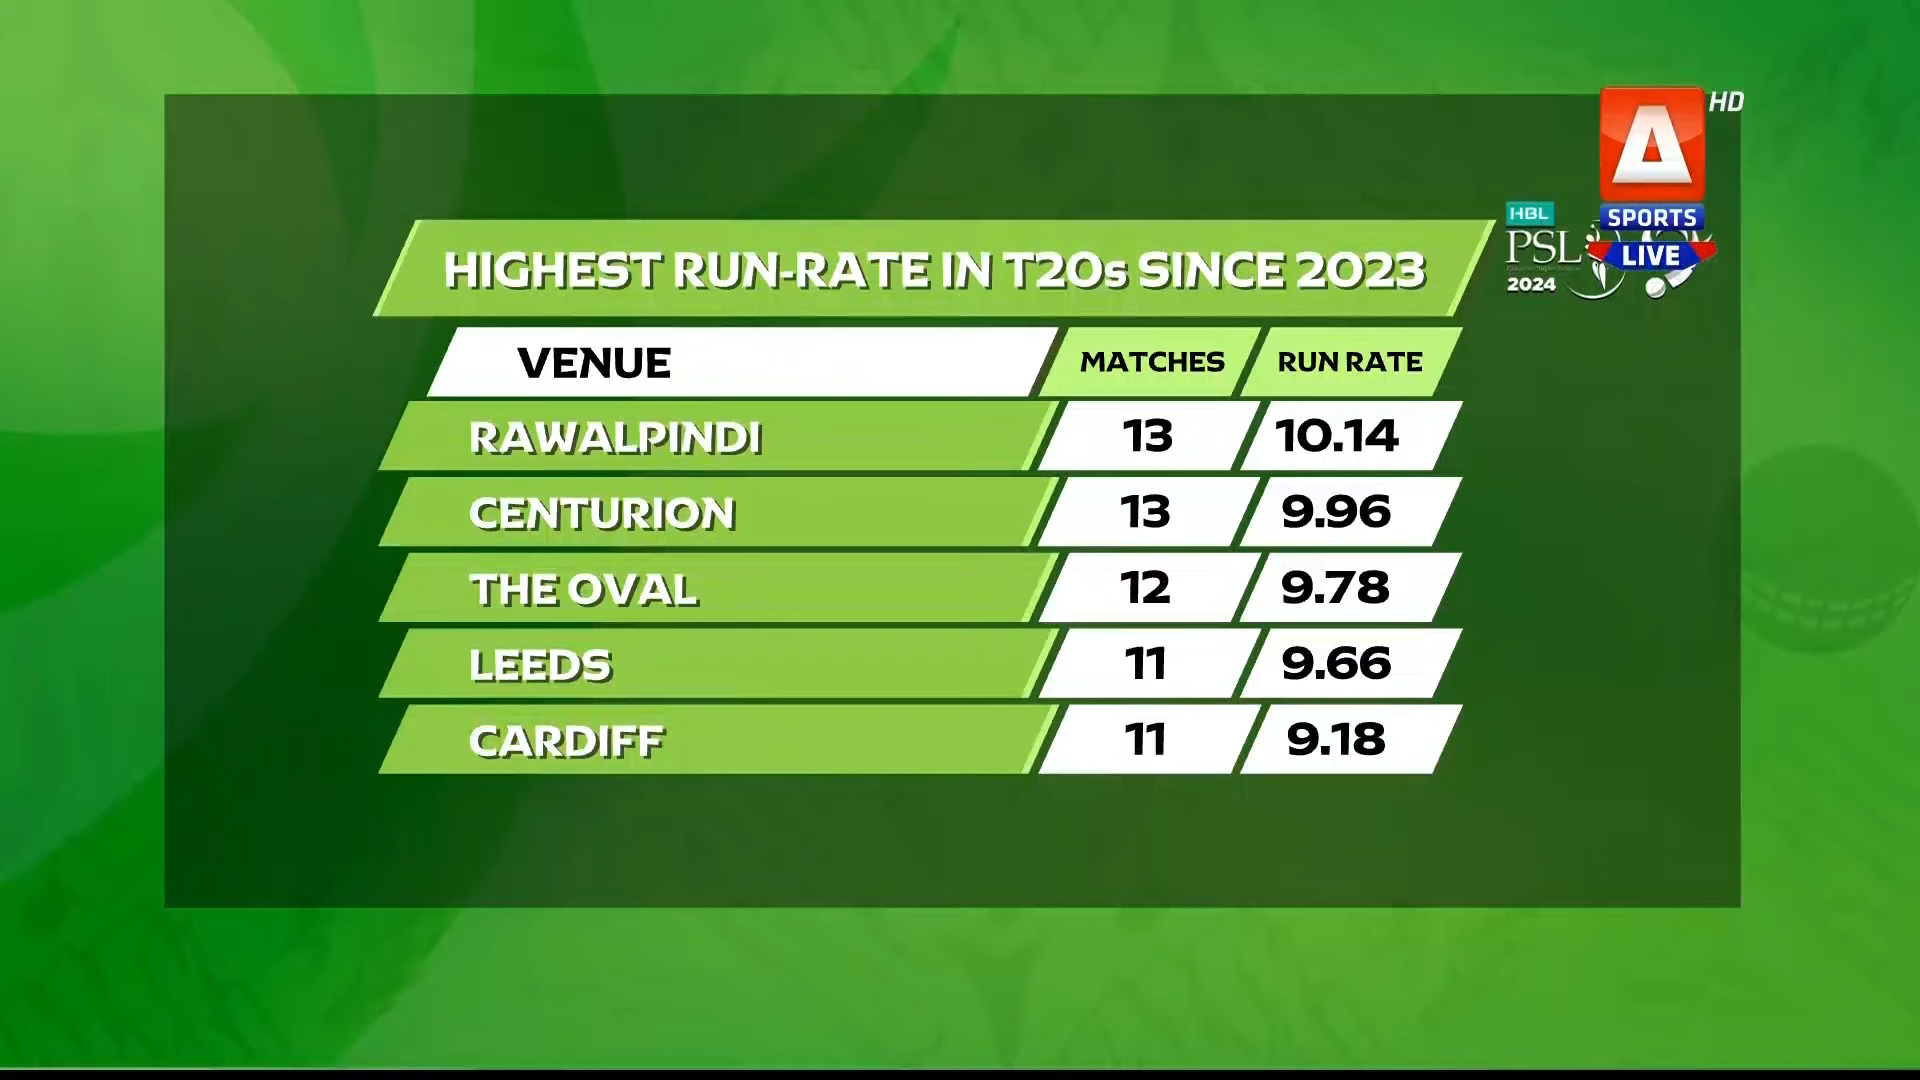 HD
A
SPORTS
LIVE
HBL
PSL
2024
HIGHEST RUN-RATE IN T20s SINCE 2023
VENUE MATCHES RUN RATE
RAWALPINDI 13 10.14
CENTURION 13 9.96
THE OVAL 12 9.78
LEEDS 11 9.66
CARDIFF 11 9.18